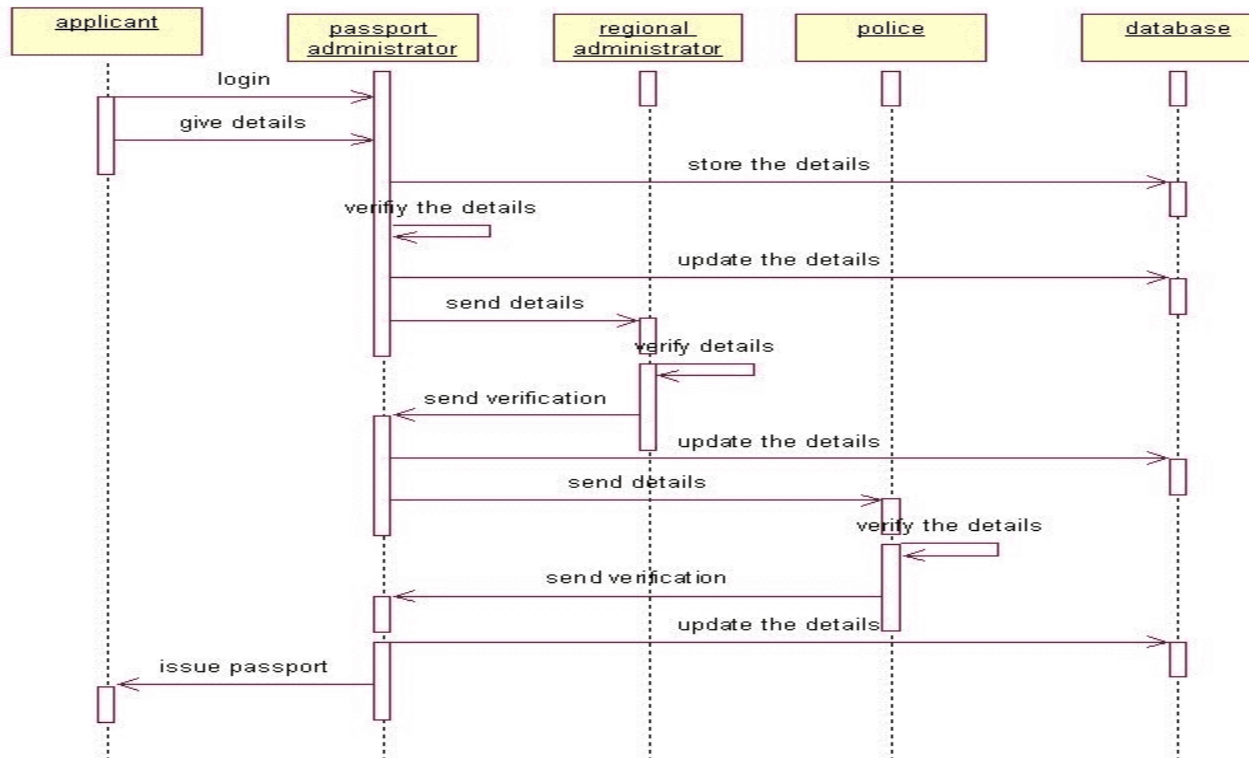 applicant
passport
administrator
regional
administrator
police
database
login
give details
store the details
verifiy the details
update the details
send details
verify details
send verification
update the details
send details
verify the details
send verification
update the details
issue passport